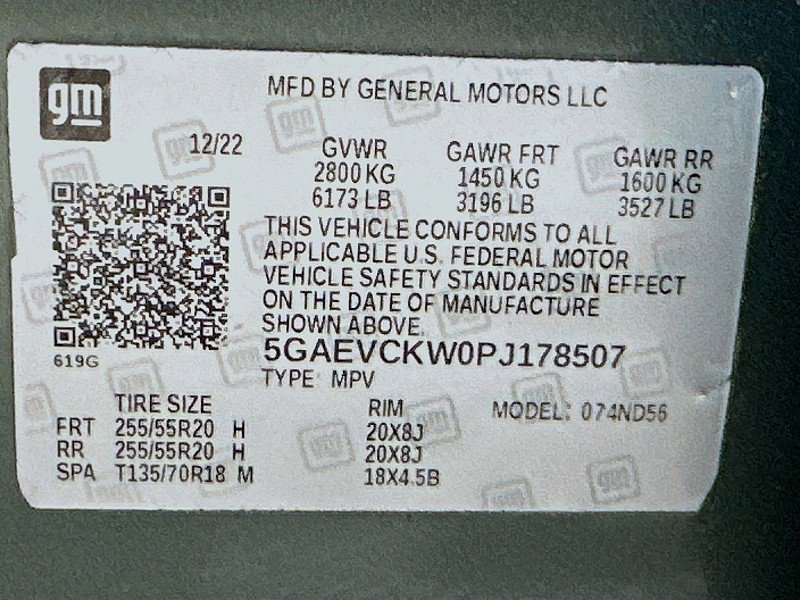 gm
MFD BY GENERAL MOTORS LLC
12/22
GVWR GAWR FRT GAWR RR
2800 KG 1450 KG 1600 KG
6173 LB 3196 LB 3527 LB
THIS VEHICLE CONFORMS TO ALL
APPLICABLE U.S. FEDERAL MOTOR
VEHICLE SAFETY STANDARDS IN EFFECT
ON THE DATE OF MANUFACTURE
SHOWN ABOVE.
619G
5GAEVCKW0PJ178507
TYPE: MPV
TIRE SIZE RIM MODEL: 074ND56
FRT 255/55R20 H 20X8J
RR 255/55R20 H 20X8J
SPA T135/70R18 M 18X4.5B